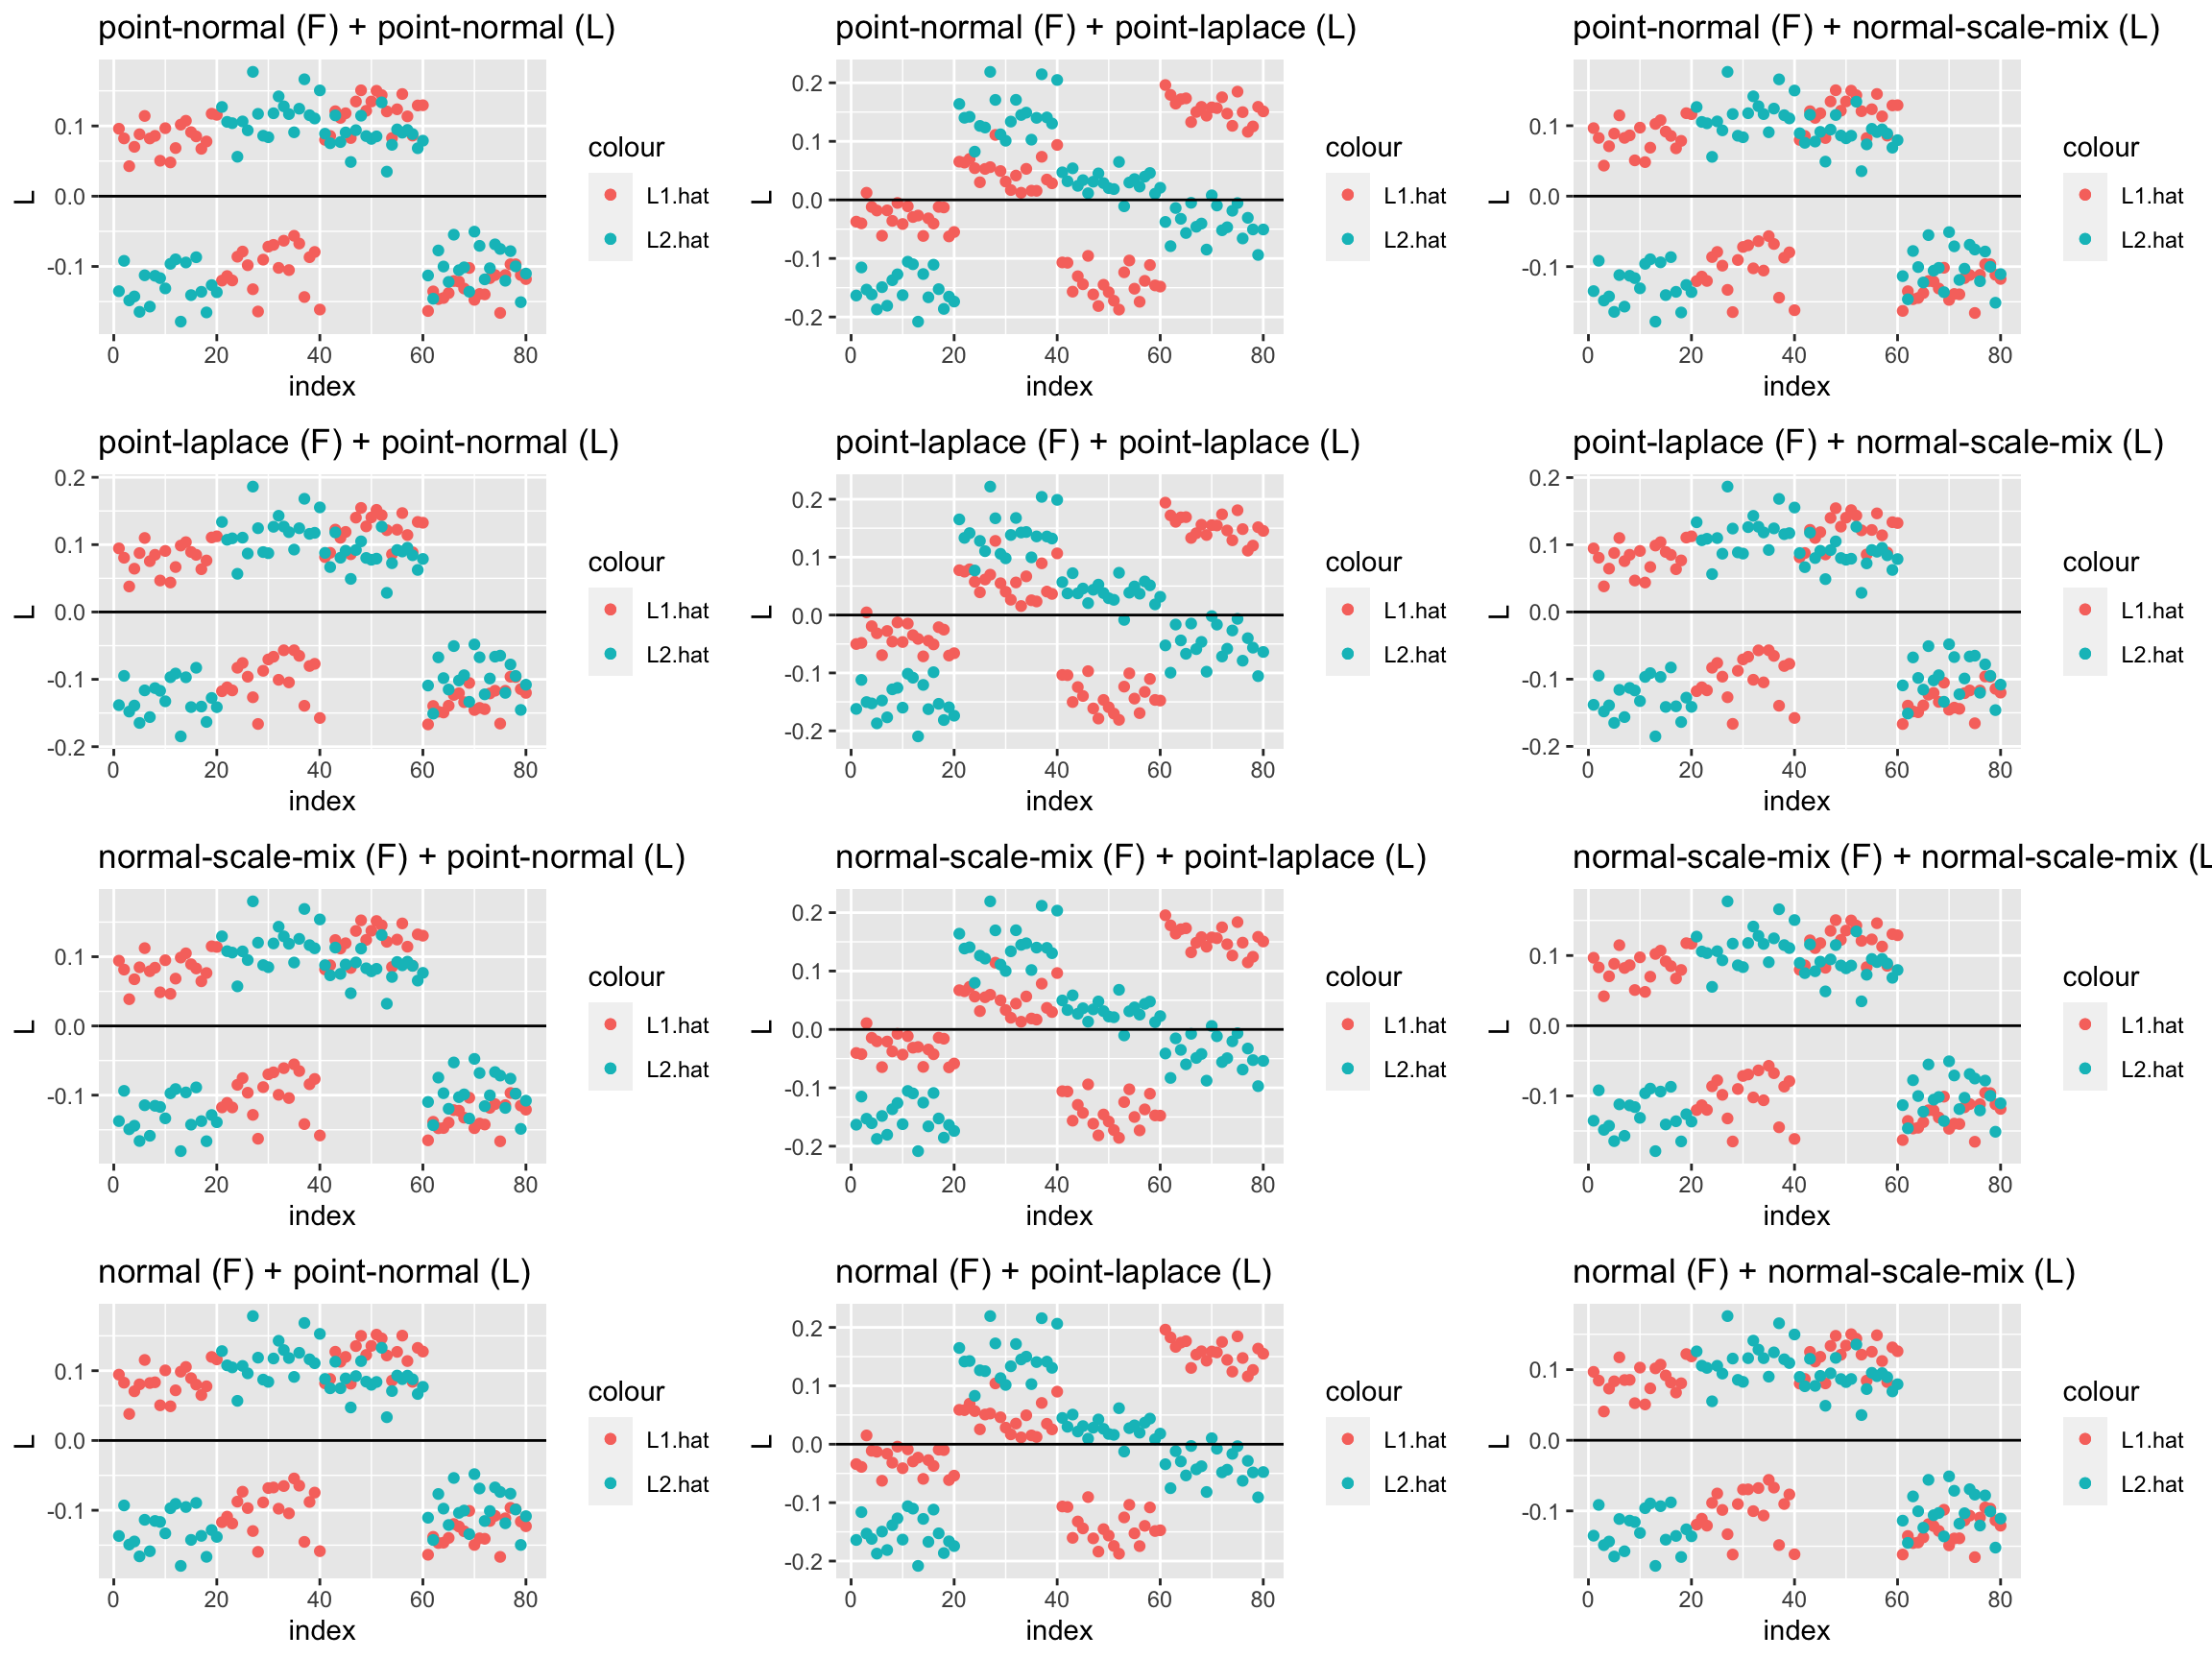 point-normal (F) + point-normal (L)
L
0.1
0.0
-0.1
0 20 40 60 80
index
colour
L1.hat
L2.hat
point-normal (F) + point-laplace (L)
L
0.2
0.1
0.0
-0.1
-0.2
0 20 40 60 80
index
colour
L1.hat
L2.hat
point-normal (F) + normal-scale-mix (L)
L
0.1
0.0
-0.1
0 20 40 60 80
index
colour
L1.hat
L2.hat
point-laplace (F) + point-normal (L)
L
0.2
0.1
0.0
-0.1
-0.2
0 20 40 60 80
index
colour
L1.hat
L2.hat
point-laplace (F) + point-laplace (L)
L
0.2
0.1
0.0
-0.1
-0.2
0 20 40 60 80
index
colour
L1.hat
L2.hat
point-laplace (F) + normal-scale-mix (L)
L
0.2
0.1
0.0
-0.1
-0.2
0 20 40 60 80
index
colour
L1.hat
L2.hat
normal-scale-mix (F) + point-normal (L)
L
0.1
0.0
-0.1
0 20 40 60 80
index
colour
L1.hat
L2.hat
normal-scale-mix (F) + point-laplace (L)
L
0.2
0.1
0.0
-0.1
-0.2
0 20 40 60 80
index
colour
L1.hat
L2.hat
normal-scale-mix (F) + normal-scale-mix (L
L
0.1
0.0
-0.1
0 20 40 60 80
index
colour
L1.hat
L2.hat
normal (F) + point-normal (L)
L
0.1
0.0
-0.1
0 20 40 60 80
index
colour
L1.hat
L2.hat
normal (F) + point-laplace (L)
L
0.2
0.1
0.0
-0.1
-0.2
0 20 40 60 80
index
colour
L1.hat
L2.hat
normal (F) + normal-scale-mix (L)
L
0.1
0.0
-0.1
0 20 40 60 80
index
colour
L1.hat
L2.hat